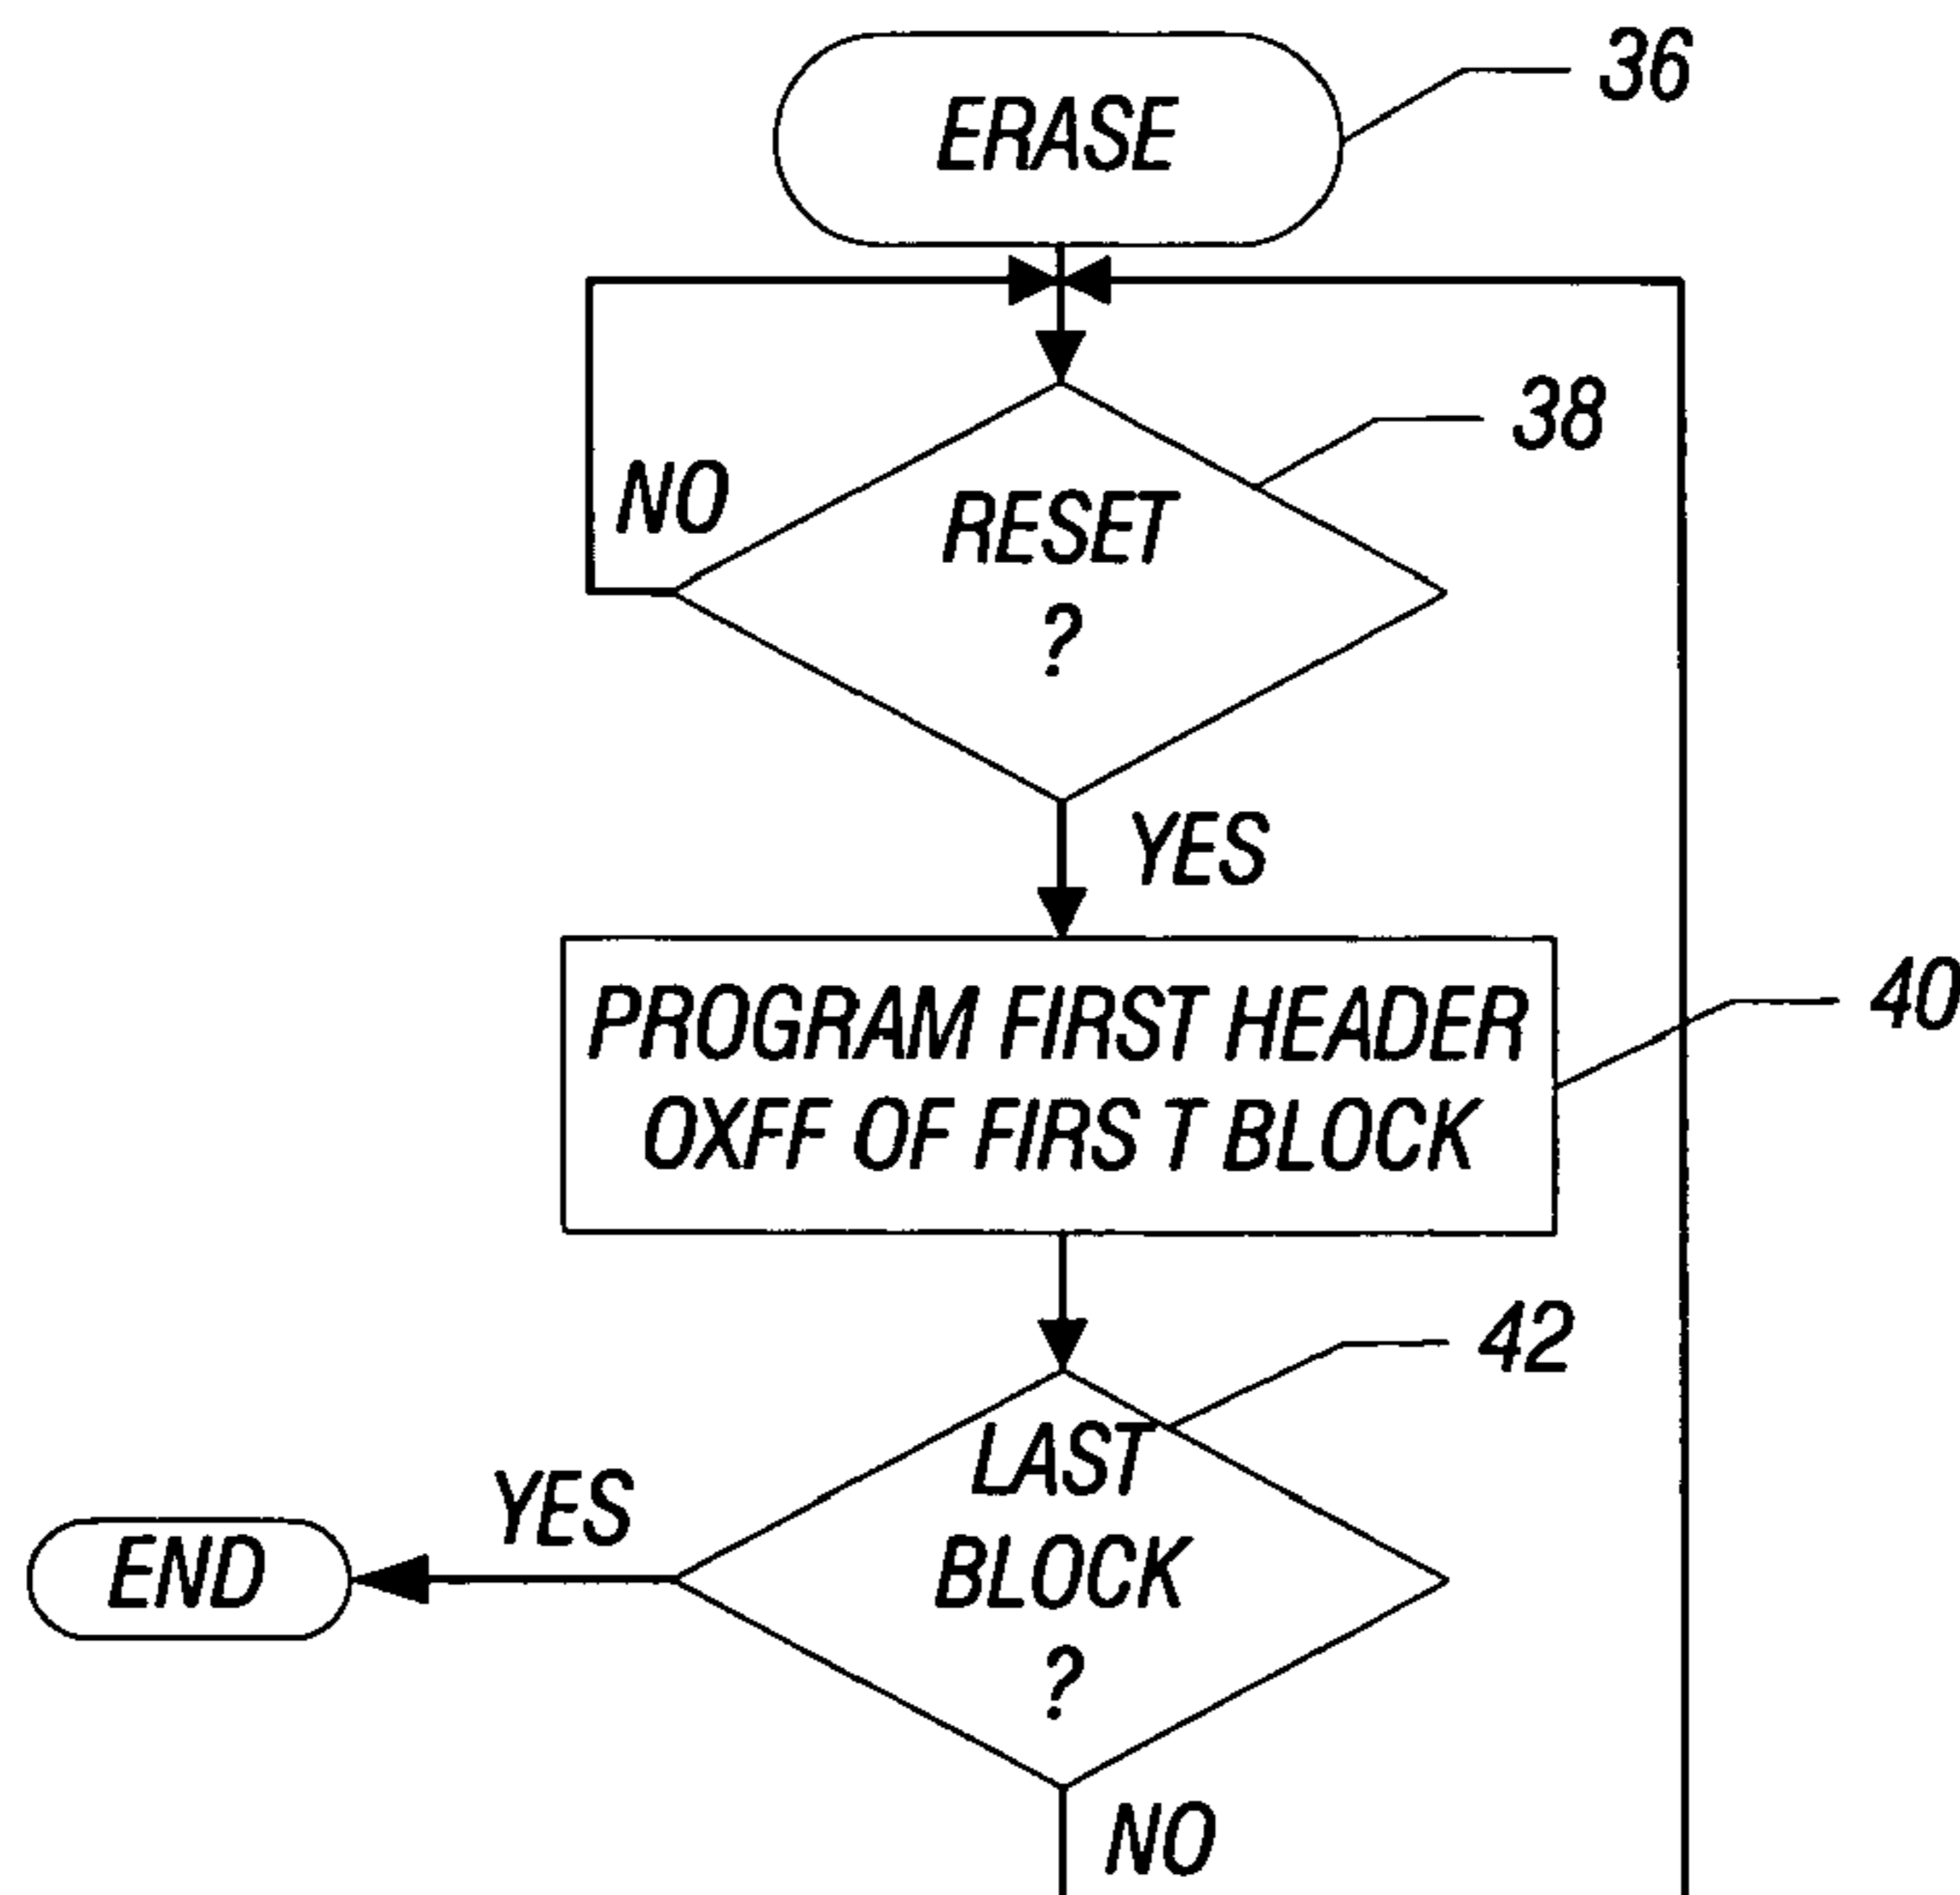 ERASE
36
38
NO
RESET
?
YES
PROGRAM FIRST HEADER
OXFF OF FIRS T BLOCK
40
42
LAST
BLOCK
?
YES
END
NO